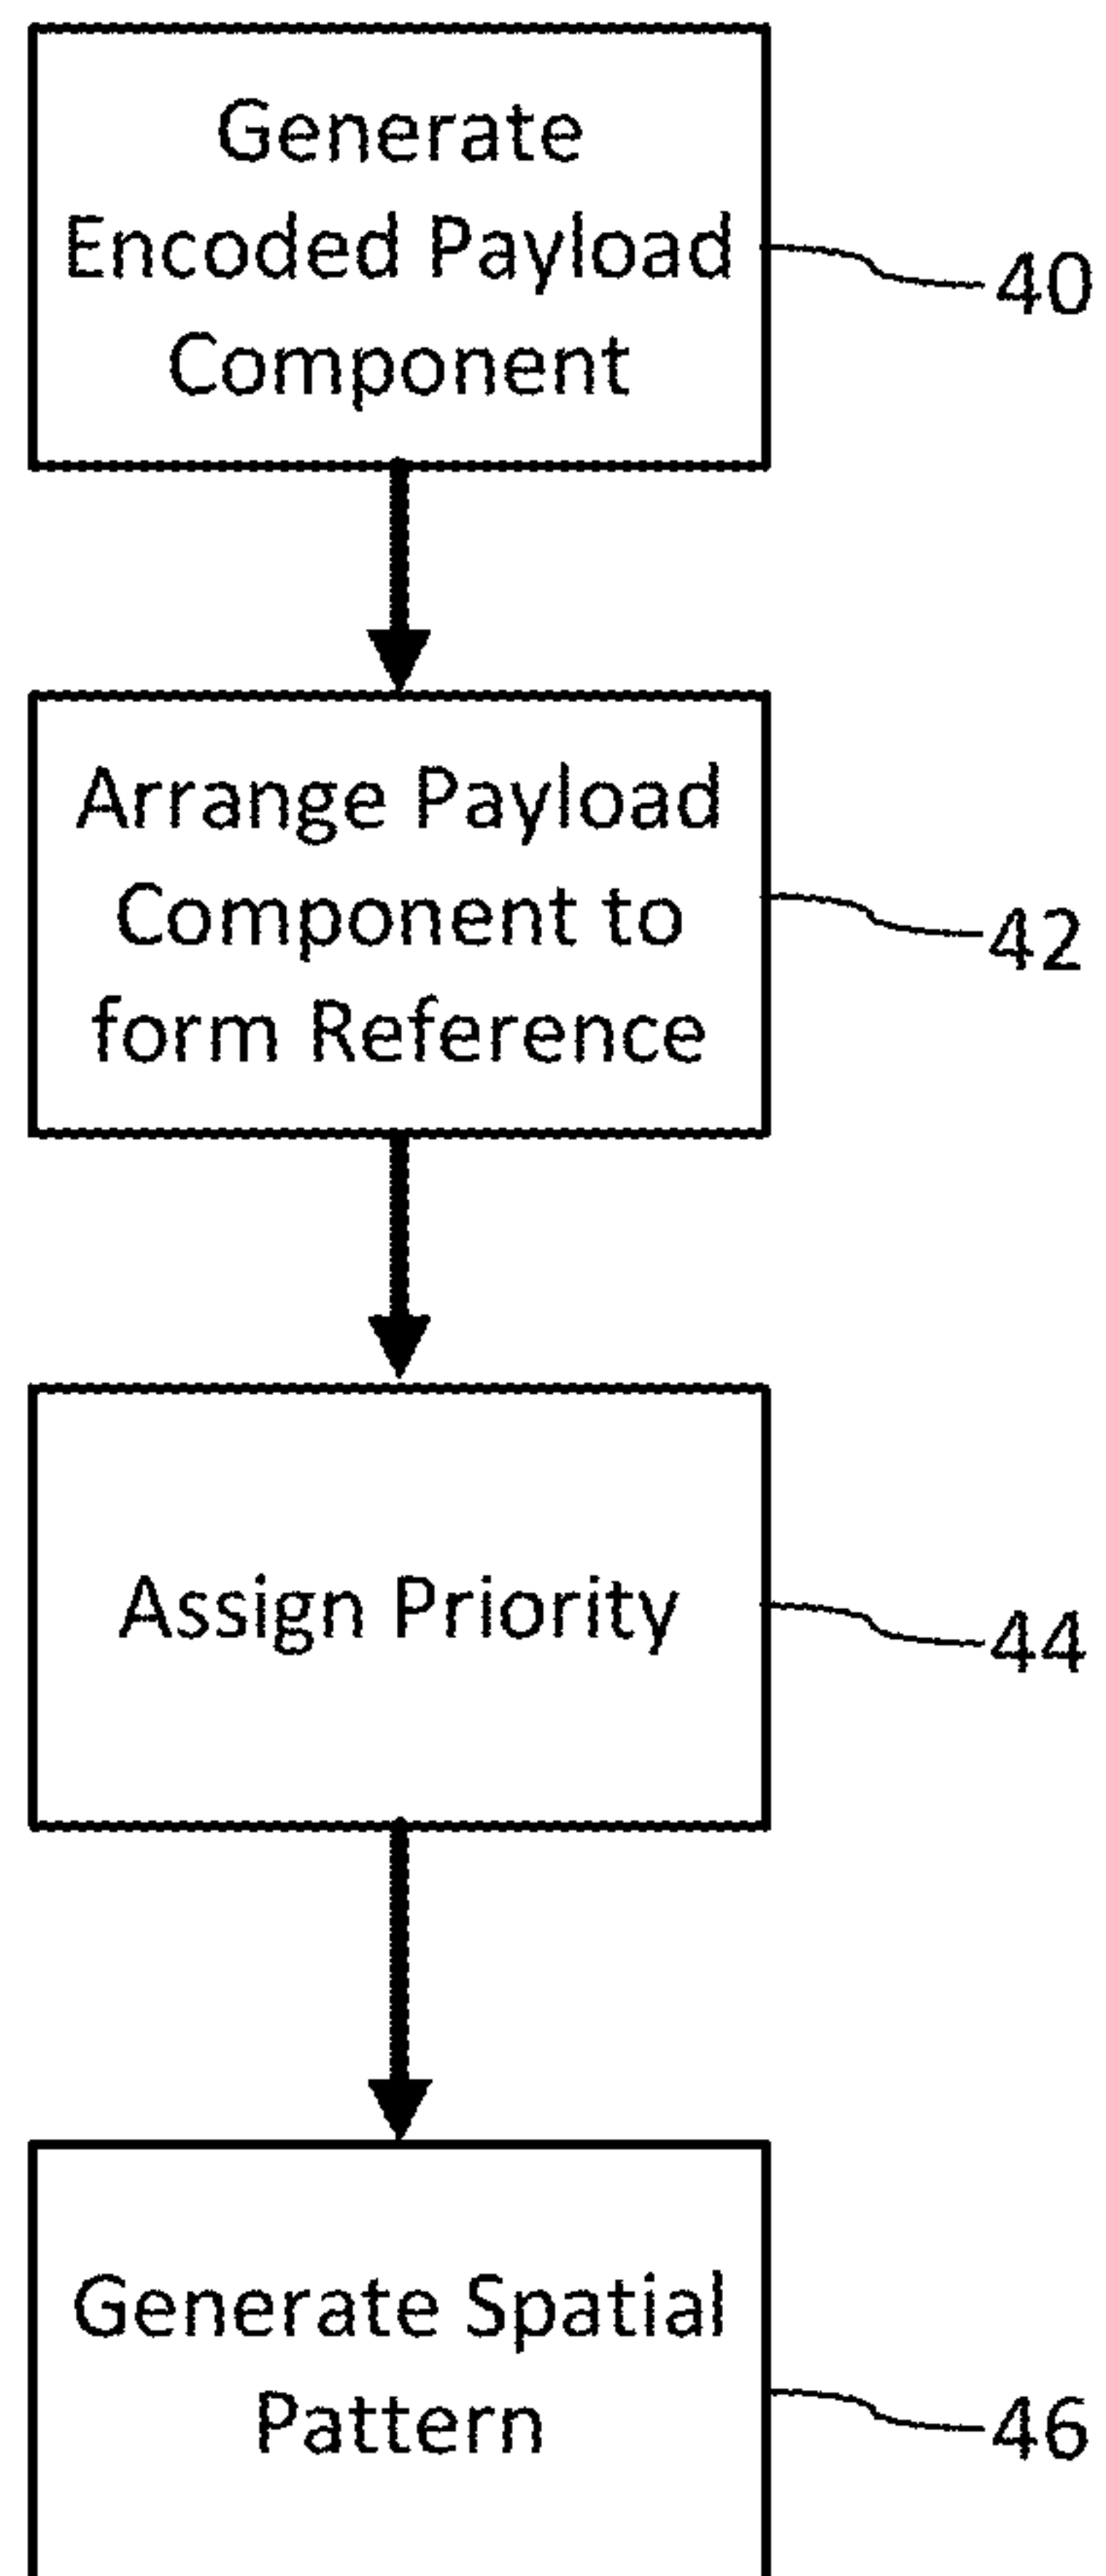 Generate
Encoded Payload
Component
40
Arrange Payload
Component to
form Reference
42
Assign Priority
44
Generate Spatial
Pattern
46